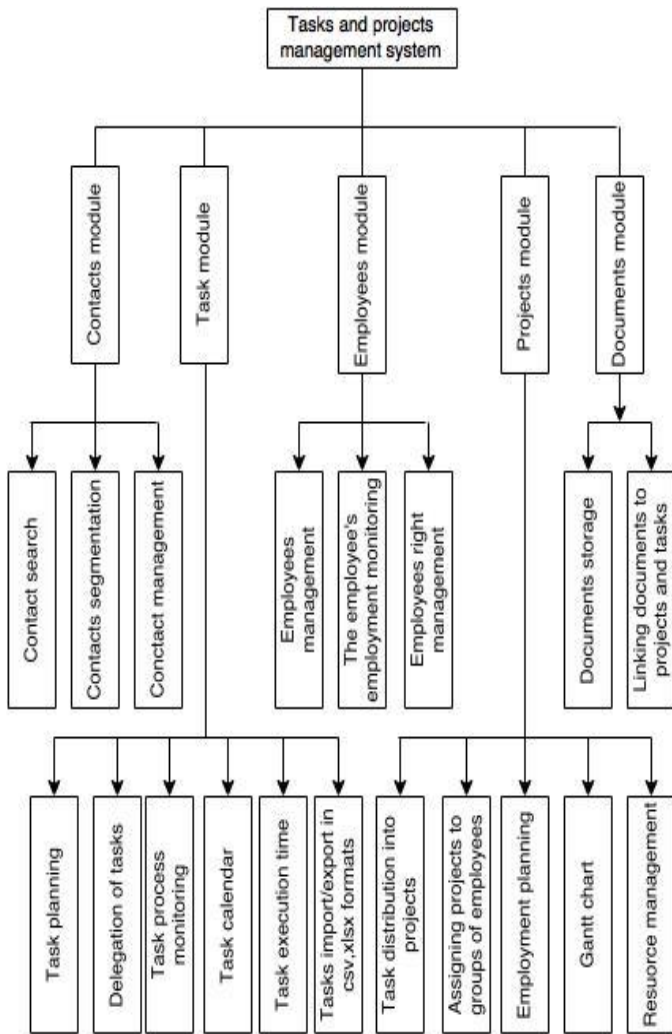 Tasks and projects
management system
Contacts module
Task module
Employees module
Projects module
Documents module
Contact search
Contacts segmentation
Conctact management
Employees
management
The employee's
employment monitoring
Employees right
management
Documents storage
Linking documents to
projects and tasks
Task planning
Delegation of tasks
Task process
monitoring
Task calendar
Task execution time
Tasks import/export in
csv,xlsx formats
Task distribution into
projects
Assigning projects to
groups of employees
Employment planning
Gantt chart
Resuorce management